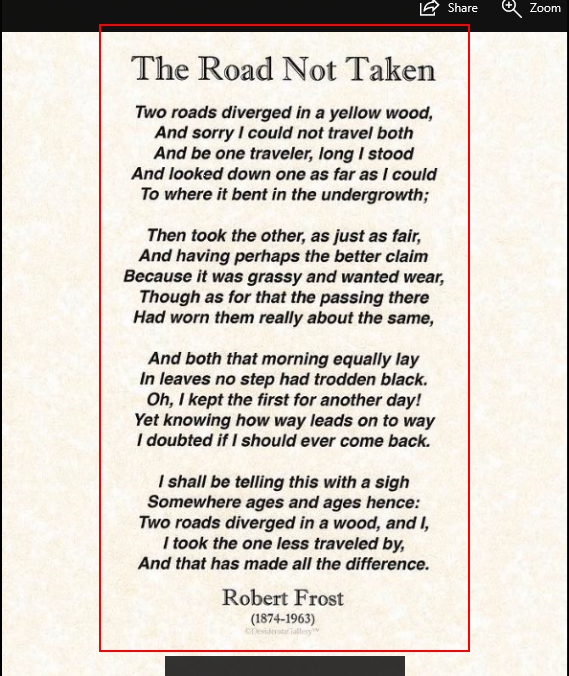 Share
Zoom
The Road Not Taken
Two roads diverged in a yellow wood,
And sorry I could not travel both
And be one traveler, long I stood
And looked down one as far as I could
To where it bent in the undergrowth;
Then took the other, as just as fair,
And having perhaps the better claim
Because it was grassy and wanted wear,
Though as for that the passing there
Had worn them really about the same,
And both that morning equally lay
In leaves no step had trodden black.
Oh, I kept the first for another day!
Yet knowing how way leads on to way
I doubted if I should ever come back.
I shall be telling this with a sigh
Somewhere ages and ages hence:
Two roads diverged in a wood, and I,
I took the one less traveled by,
And that has made all the difference.
Robert Frost
(1874-1963)
©DesiderataGallery™